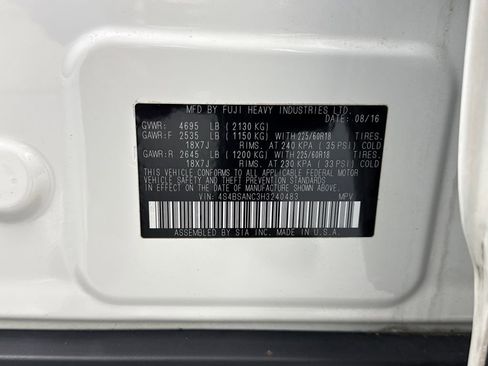 MFD BY FUJI HEAVY INDUSTRIES LTD.
DATE: 08/16
GVWR: 4695 LB (2130 KG)
GAWR:F 2535 LB (1150 KG) WITH 225/60R18 TIRES,
18X7J RIMS, AT 240 KPA (35 PSI) COLD
GAWR:R 2645 LB (1200 KG) WITH 225/60R18 TIRES,
18X7J RIMS, AT 230 KPA (33 PSI) COLD
THIS VEHICLE CONFORMS TO ALL APPLICABLE FEDERAL MOTOR
VEHICLE SAFETY STANDARDS IN EFFECT ON THE DATE OF
MANUFACTURE SHOWN ABOVE.
VIN: 4S4BSANC3H3240483 MPV
ASSEMBLED BY SIA INC. MADE IN U.S.A.